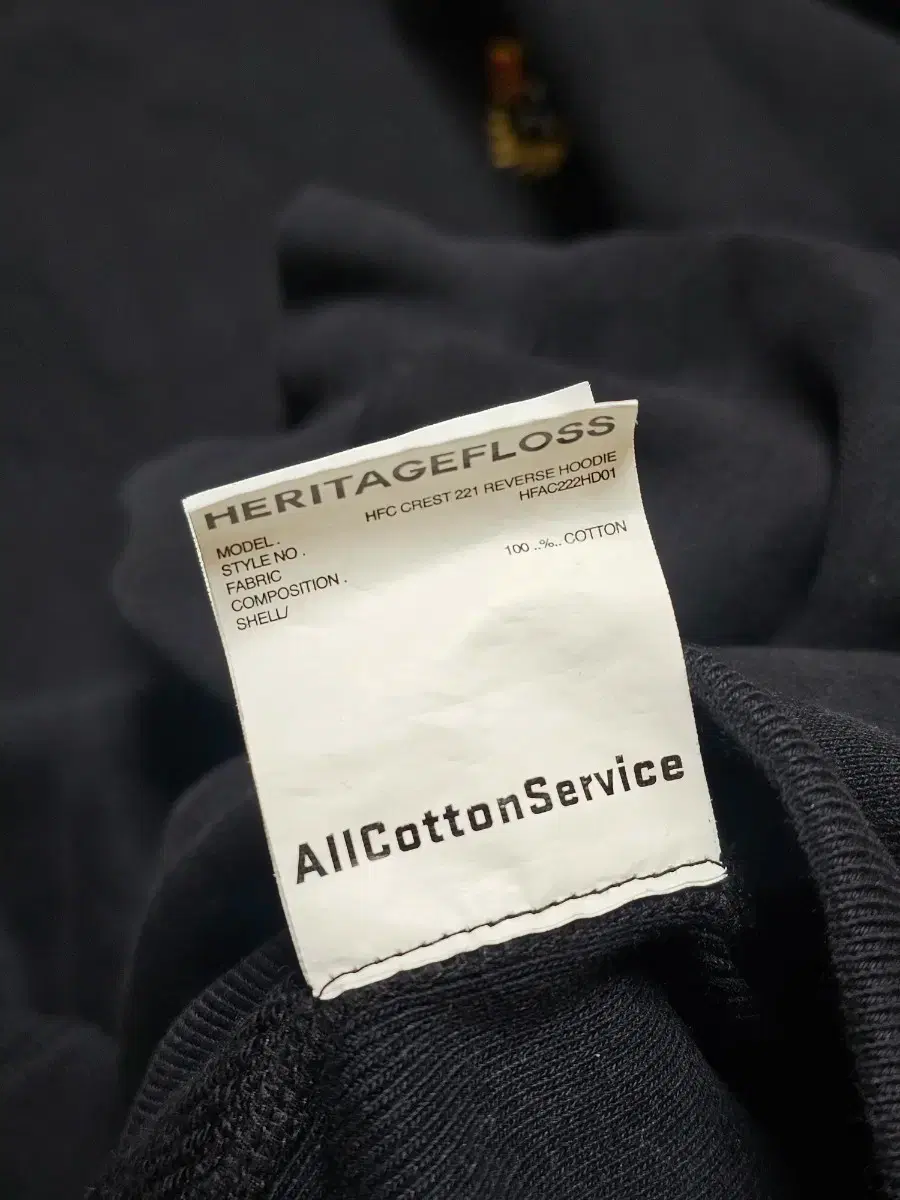 HERITAGEFLOSS
MODEL. HFC CREST 221 REVERSE HOODIE
STYLE NO . HFAC222HD01
FABRIC
COMPOSITION . 100 ..%.. COTTON
SHELL/
AllCottonService